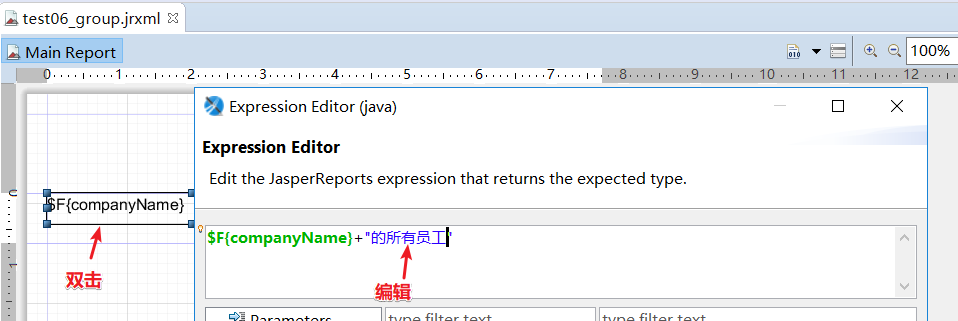 test06_group.jrxml
Main Report
100%
0 1 2 3 4 5 6 7 8 9 10 11 12
Expression Editor (java)
Expression Editor
Edit the JasperReports expression that returns the expected type.
0
$F{companyName}
$F{companyName}+"的所有员工"
双击
编辑
1
Parameters
type filter text
type filter text